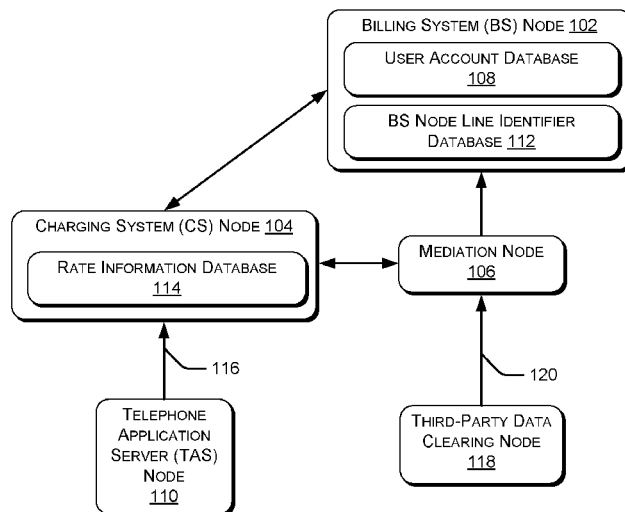 BILLING SYSTEM (BS) NODE 102
USER ACCOUNT DATABASE
108
BS NODE LINE IDENTIFIER
DATABASE 112
CHARGING SYSTEM (CS) NODE 104
RATE INFORMATION DATABASE
114
MEDIATION NODE
106
116
120
TELEPHONE
APPLICATION
SERVER (TAS)
NODE
110
THIRD-PARTY DATA
CLEARING NODE
118